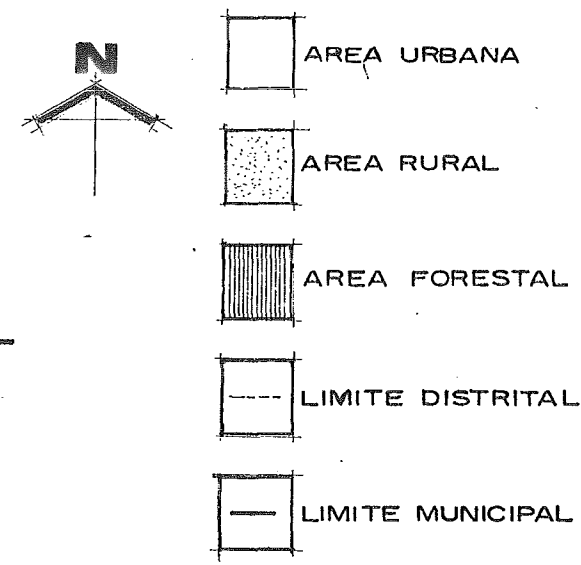 N
AREA URBANA
AREA RURAL
AREA FORESTAL
LIMITE DISTRITAL
LIMITE MUNICIPAL